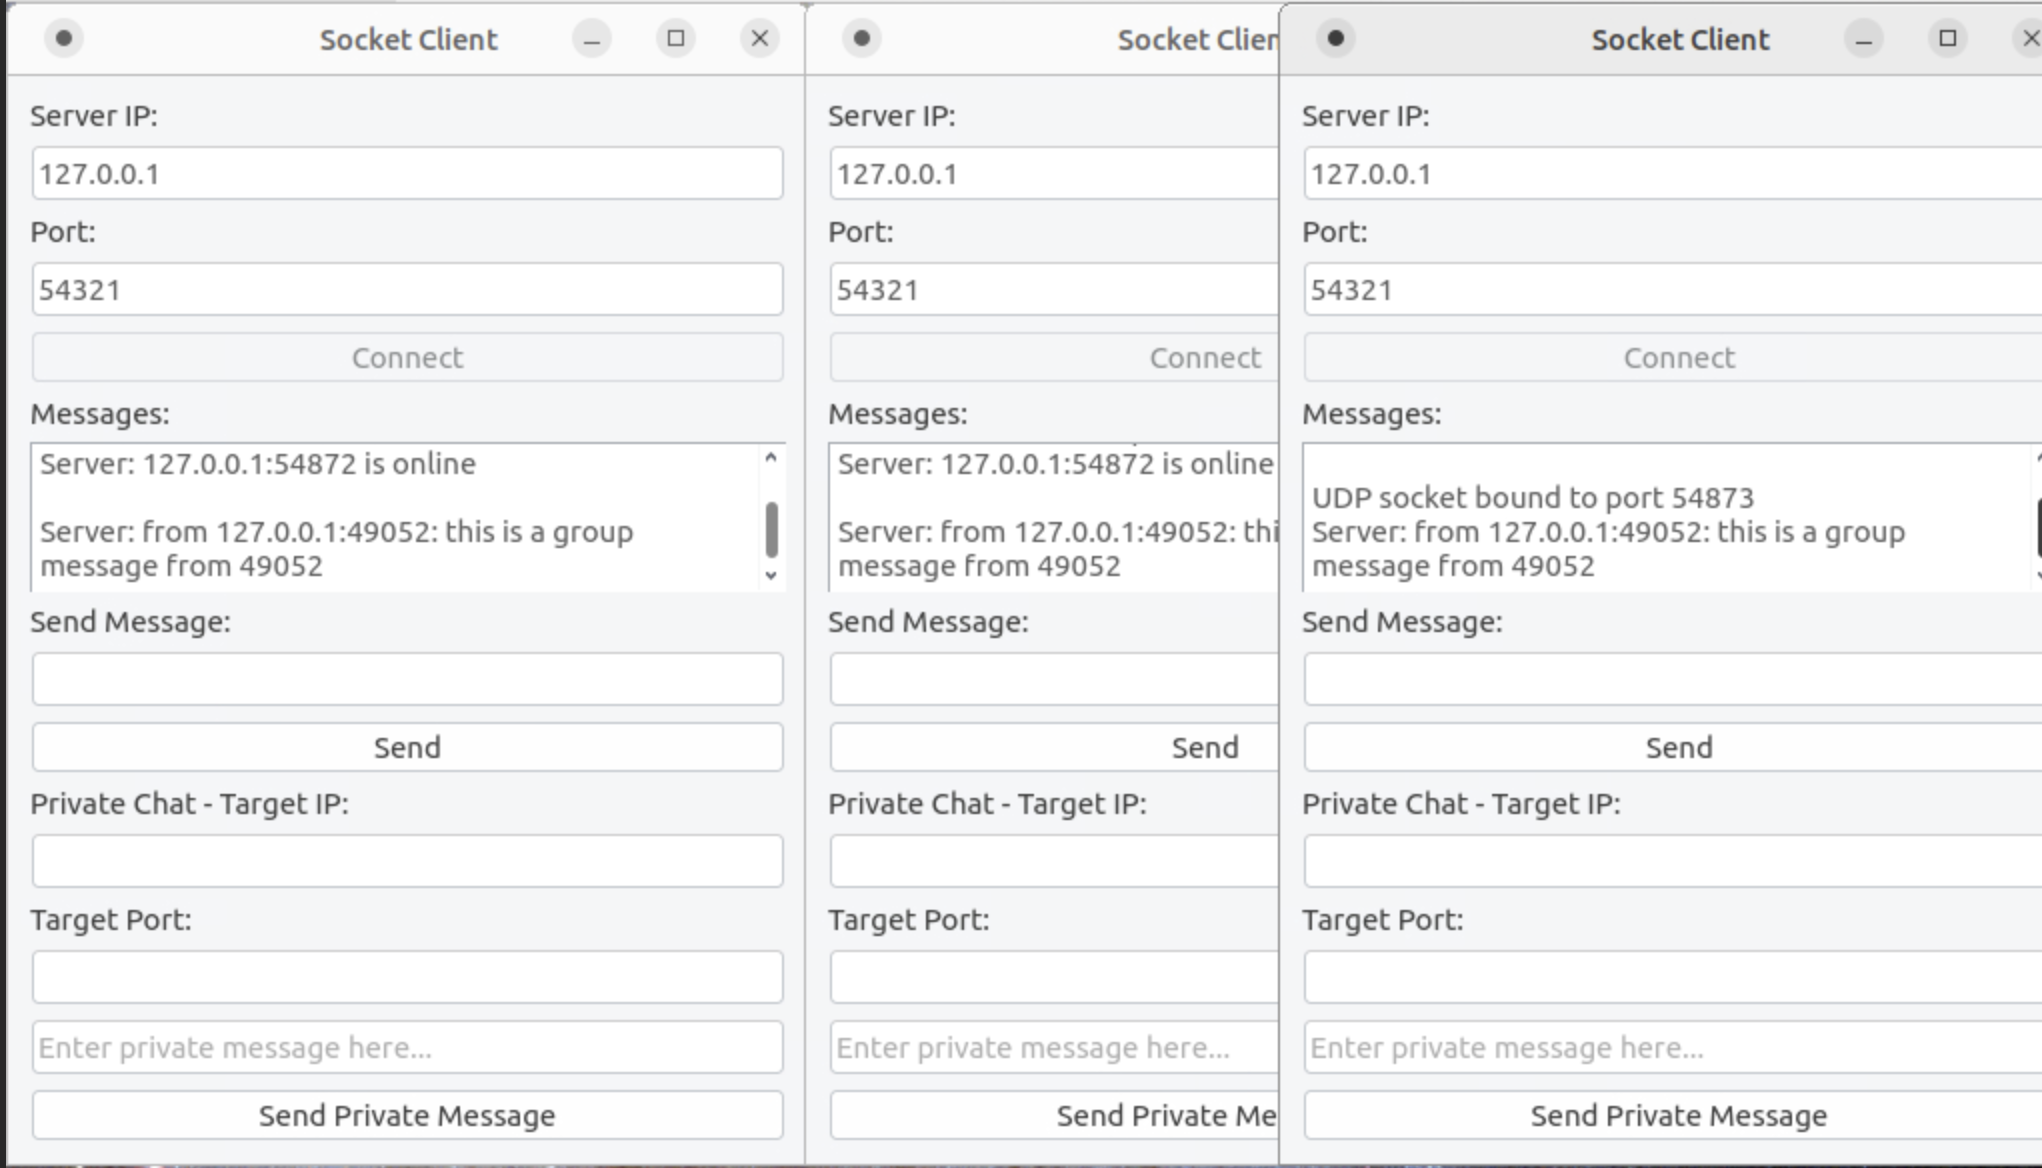 Socket Client
Server IP:
127.0.0.1
Port:
54321
Connect
Messages:
Server: 127.0.0.1:54872 is online
Server: from 127.0.0.1:49052: this is a group
message from 49052
Send Message:
Send
Private Chat - Target IP:
Target Port:
Enter private message here...
Send Private Message
Socket Clien
Server IP:
127.0.0.1
Port:
54321
Connect
Messages:
Server: 127.0.0.1:54872 is online
Server: from 127.0.0.1:49052: thi
message from 49052
Send Message:
Send
Private Chat - Target IP:
Target Port:
Enter private message here...
Send Private Me
Socket Client
Server IP:
127.0.0.1
Port:
54321
Connect
Messages:
UDP socket bound to port 54873
Server: from 127.0.0.1:49052: this is a group
message from 49052
Send Message:
Send
Private Chat - Target IP:
Target Port:
Enter private message here...
Send Private Message